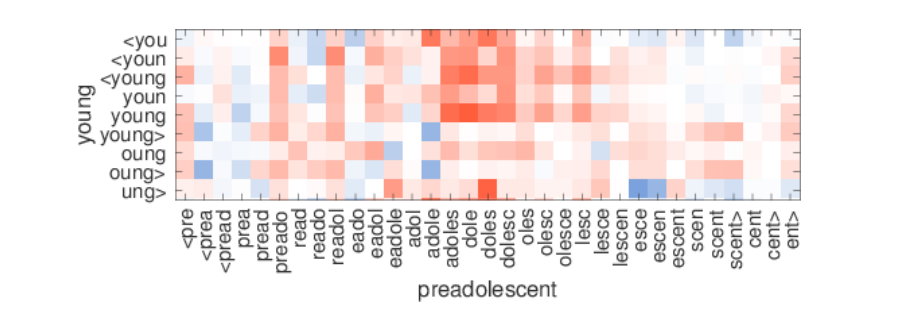 <you
<youn
<young
youn
young
young>
oung
oung>
ung>
young
<pre
<prea
<pread
prea
pread
preado
read
reado
readol
eado
eadol
eadole
adol
adole
adoles
dole
doles
dolesc
oles
olesc
olesce
lesc
lesce
lescen
esce
escen
escent
scen
scent
scent>
cent
cent>
ent>
preadolescent